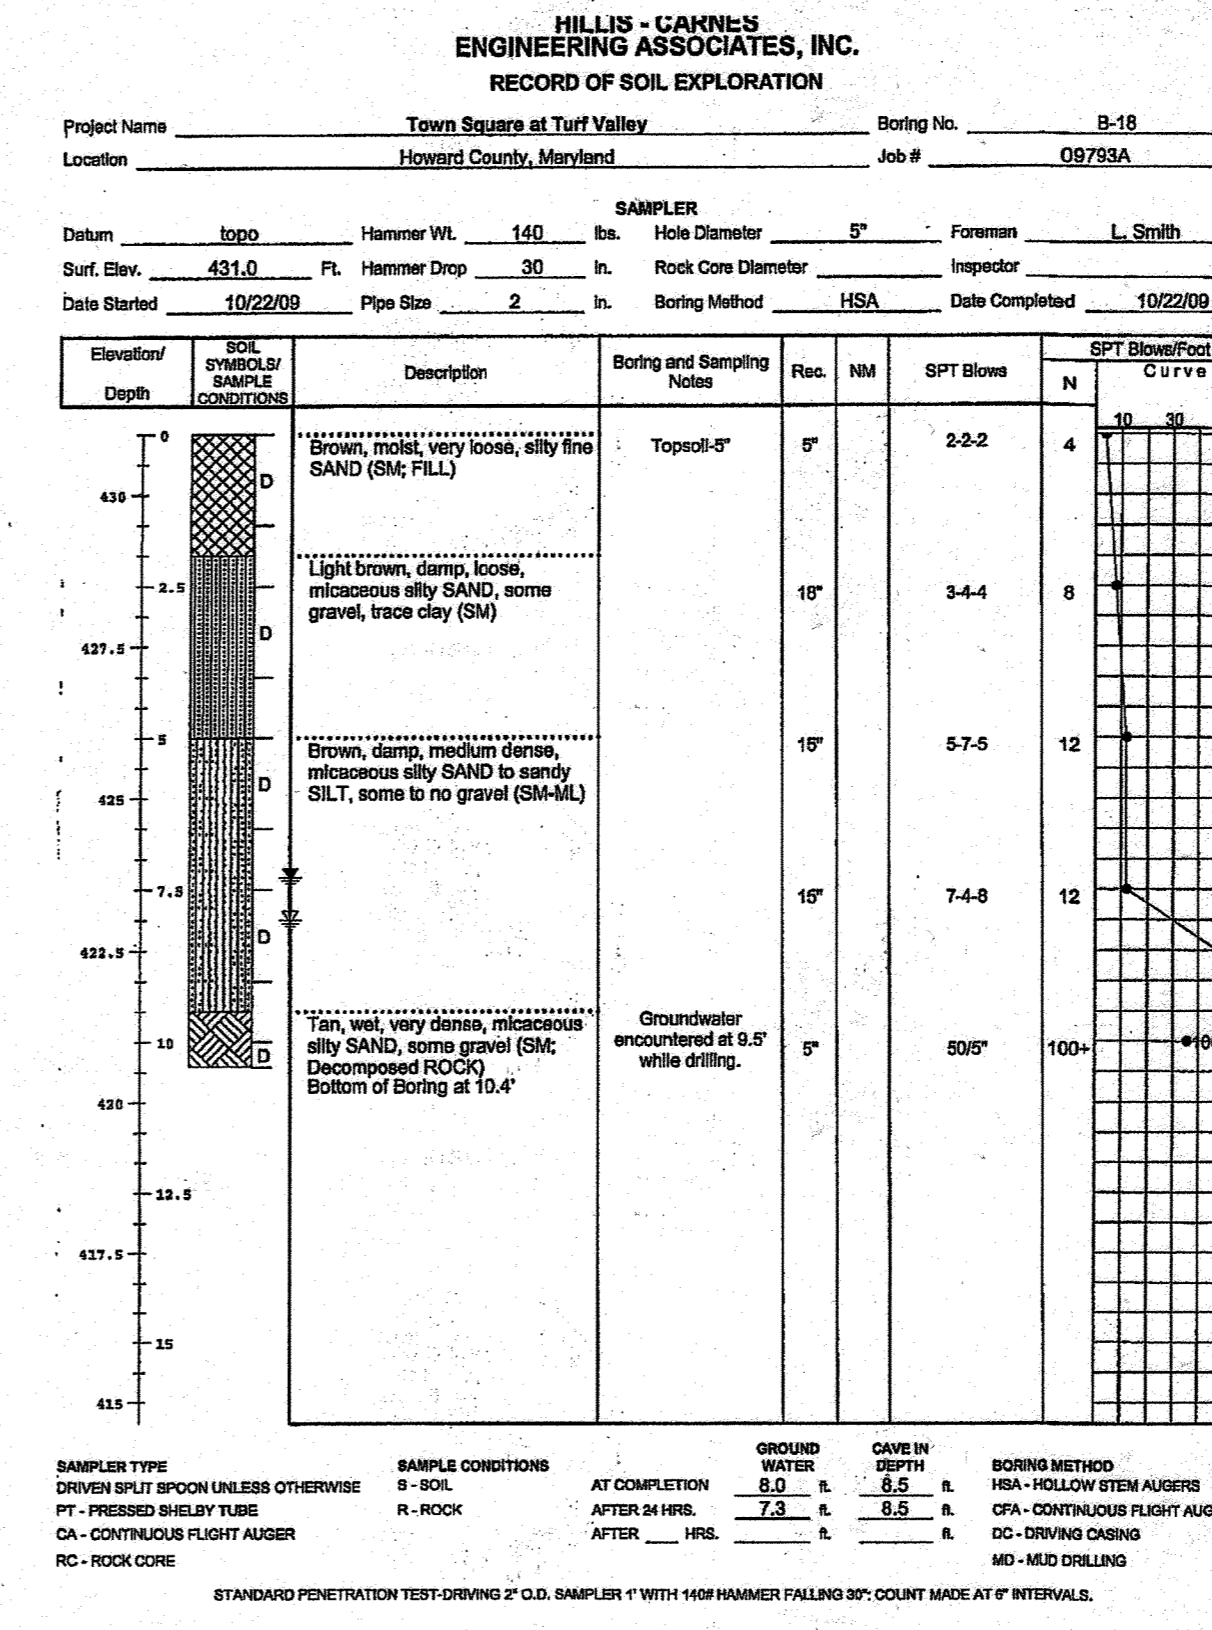 HILLIS - CARNES
ENGINEERING ASSOCIATES, INC.
RECORD OF SOIL EXPLORATION
Project Name Town Square at Turf Valley Boring No. B-18
Location Howard County, Maryland Job # 09793A
SAMPLER
Datum topo Hammer Wt. 140 lbs. Hole Diameter 5" Foreman L. Smith
Surf. Elev. 431.0 Ft. Hammer Drop 30 in. Rock Core Diameter Inspector
Date Started 10/22/09 Pipe Size 2 in. Boring Method HSA Date Completed 10/22/09
Elevation/
Depth
SOIL
SYMBOLS/
SAMPLE
CONDITIONS
Description
Boring and Sampling
Notes
Rec.
NM
SPT Blows
SPT Blows/Foot
N
Curve
10 30
0
Brown, moist, very loose, silty fine
SAND (SM; FILL)
Topsoil-5"
5"
2-2-2
4
D
430
Light brown, damp, loose,
micaceous silty SAND, some
gravel, trace clay (SM)
2.5
18"
3-4-4
8
D
427.5
5
Brown, damp, medium dense,
micaceous silty SAND to sandy
SILT, some to no gravel (SM-ML)
15"
5-7-5
12
D
425
7.5
15"
7-4-8
12
D
422.5
Tan, wet, very dense, micaceous
silty SAND, some gravel (SM;
Decomposed ROCK)
Bottom of Boring at 10.4'
Groundwater
encountered at 9.5'
while drilling.
10
D
5"
50/5"
100+
420
12.5
417.5
15
415
GROUND
WATER
CAVE IN
DEPTH
SAMPLER TYPE
DRIVEN SPLIT SPOON UNLESS OTHERWISE
PT - PRESSED SHELBY TUBE
CA - CONTINUOUS FLIGHT AUGER
RC - ROCK CORE
SAMPLE CONDITIONS
S - SOIL
R - ROCK
AT COMPLETION 8.0 ft. 8.5 ft.
AFTER 24 HRS. 7.3 ft. 8.5 ft.
AFTER ____ HRS. ft. ft.
BORING METHOD
HSA - HOLLOW STEM AUGERS
CFA - CONTINUOUS FLIGHT AUG
DC - DRIVING CASING
MD - MUD DRILLING
STANDARD PENETRATION TEST-DRIVING 2" O.D. SAMPLER 1' WITH 140# HAMMER FALLING 30"; COUNT MADE AT 6" INTERVALS.